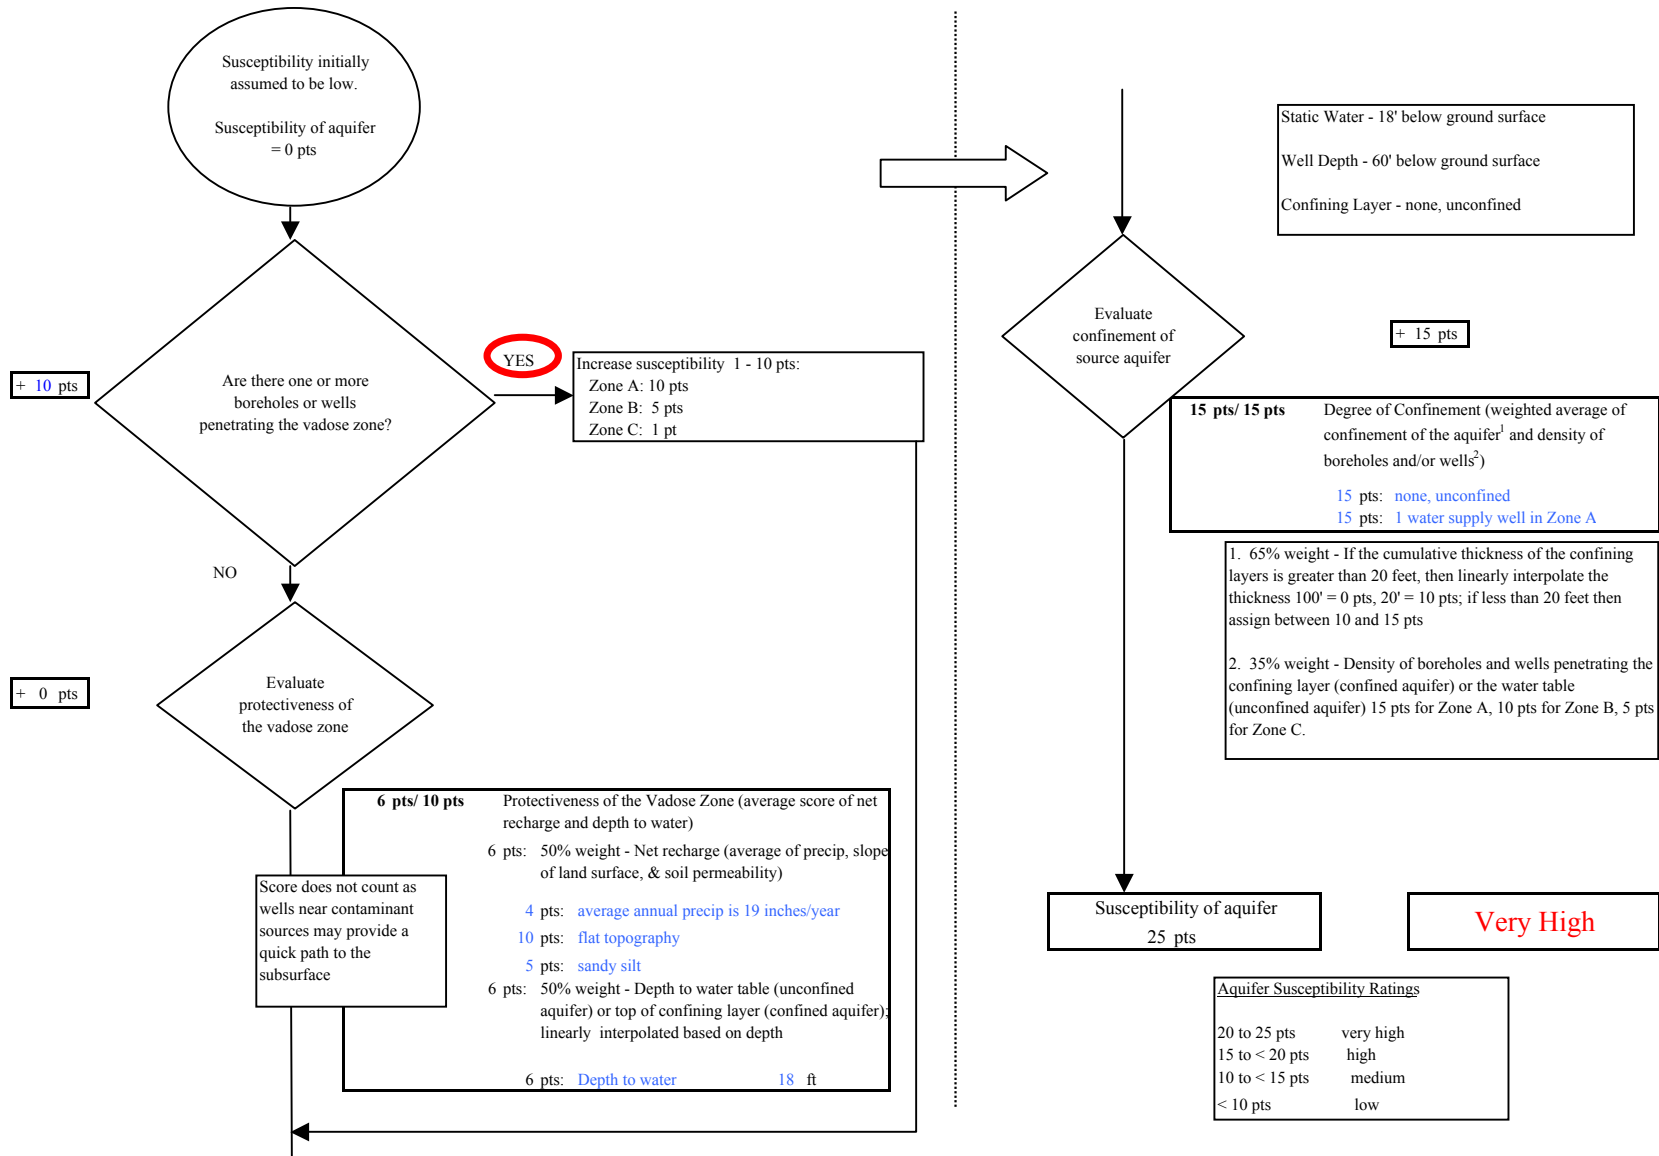 Susceptibility initially
assumed to be low.
Susceptibility of aquifer
= 0 pts
+ 10 pts
Are there one or more
boreholes or wells
penetrating the vadose zone?
YES
Increase susceptibility 1 - 10 pts:
Zone A: 10 pts
Zone B: 5 pts
Zone C: 1 pt
NO
+ 0 pts
Evaluate
protectiveness of
the vadose zone
6 pts/ 10 pts Protectiveness of the Vadose Zone (average score of net
recharge and depth to water)
6 pts: 50% weight - Net recharge (average of precip, slope
of land surface, & soil permeability)
4 pts: average annual precip is 19 inches/year
10 pts: flat topography
5 pts: sandy silt
6 pts: 50% weight - Depth to water table (unconfined
aquifer) or top of confining layer (confined aquifer);
linearly interpolated based on depth
6 pts: Depth to water 18 ft
Score does not count as
wells near contaminant
sources may provide a
quick path to the
subsurface
Static Water - 18' below ground surface
Well Depth - 60' below ground surface
Confining Layer - none, unconfined
Evaluate
confinement of
source aquifer
+ 15 pts
15 pts/ 15 pts Degree of Confinement (weighted average of
confinement of the aquifer1 and density of
boreholes and/or wells2)
15 pts: none, unconfined
15 pts: 1 water supply well in Zone A
1. 65% weight - If the cumulative thickness of the confining
layers is greater than 20 feet, then linearly interpolate the
thickness 100' = 0 pts, 20' = 10 pts; if less than 20 feet then
assign between 10 and 15 pts
2. 35% weight - Density of boreholes and wells penetrating the
confining layer (confined aquifer) or the water table
(unconfined aquifer) 15 pts for Zone A, 10 pts for Zone B, 5 pts
for Zone C.
Susceptibility of aquifer
25 pts
Very High
Aquifer Susceptibility Ratings
20 to 25 pts very high
15 to < 20 pts high
10 to < 15 pts medium
< 10 pts low